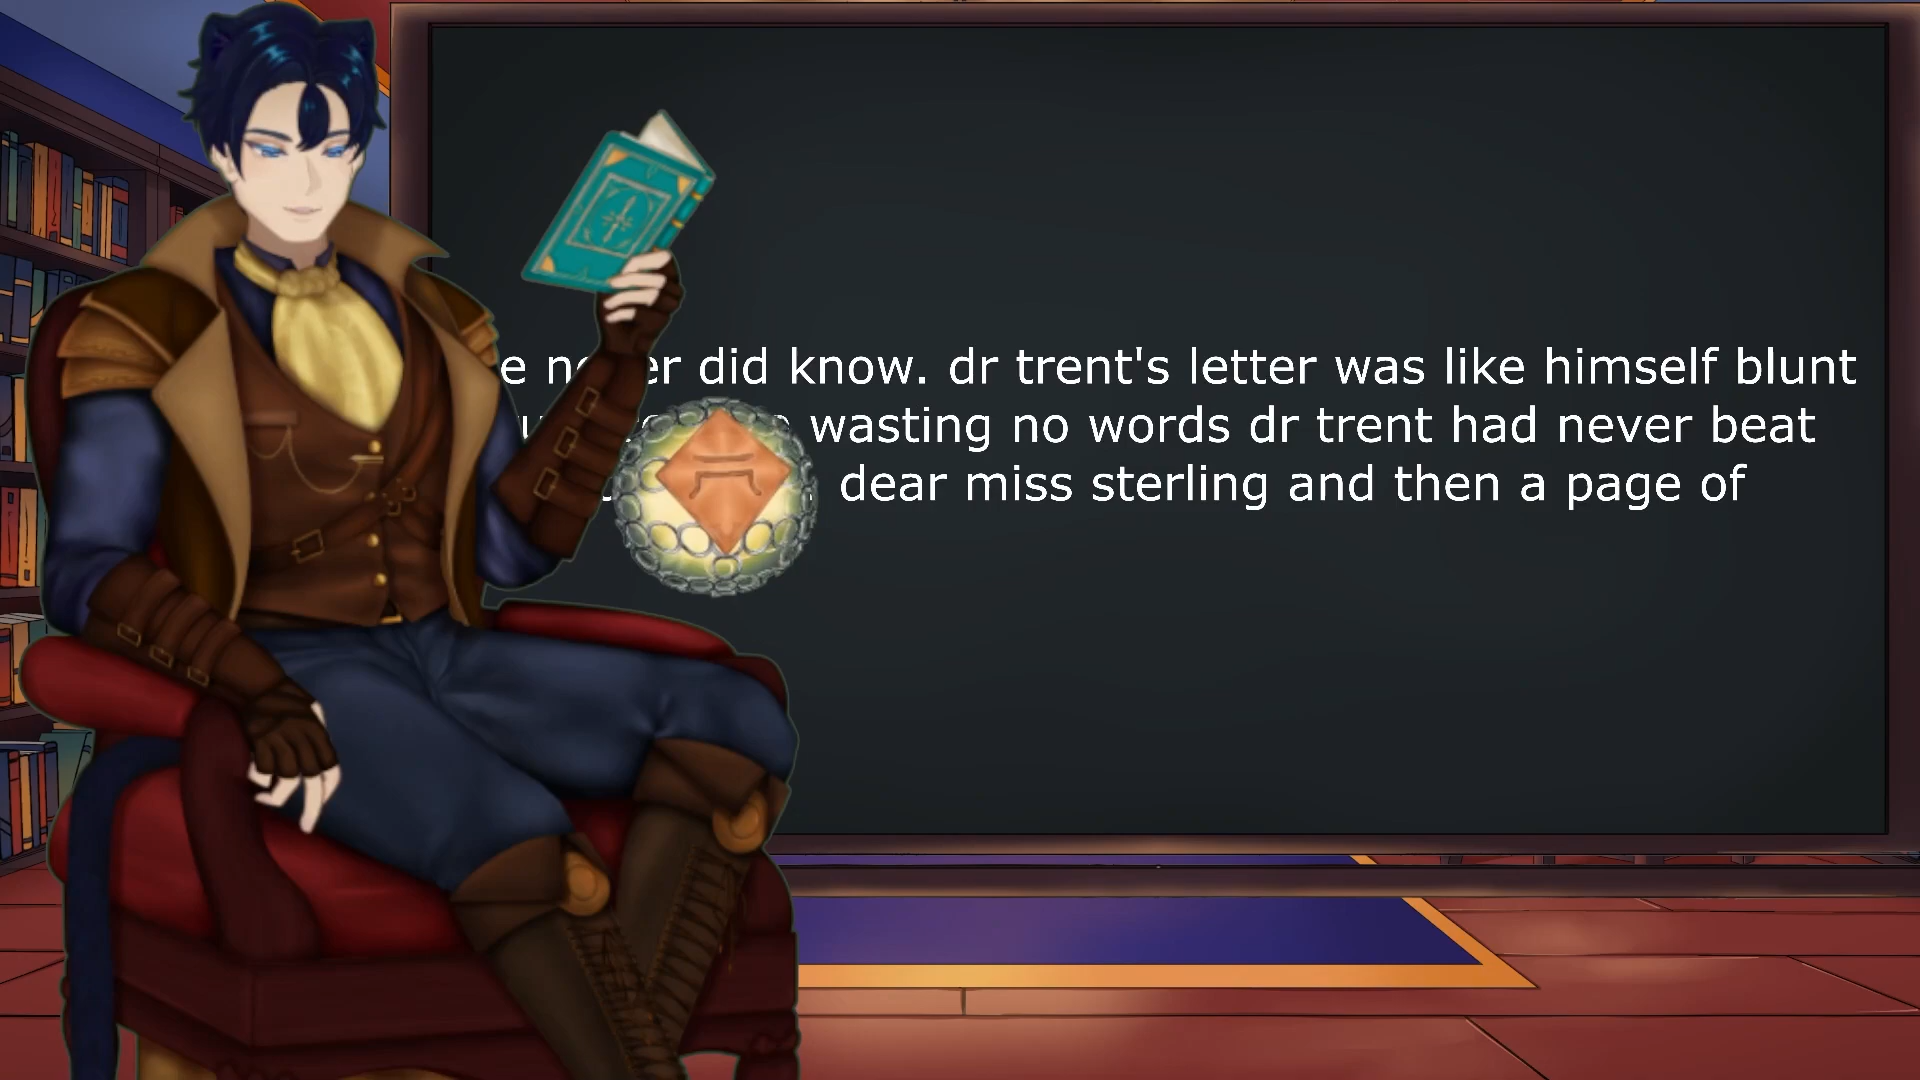 did know. dr trent's letter was like himself blunt
wasting no words dr trent had never beat
dear miss sterling and then a page of